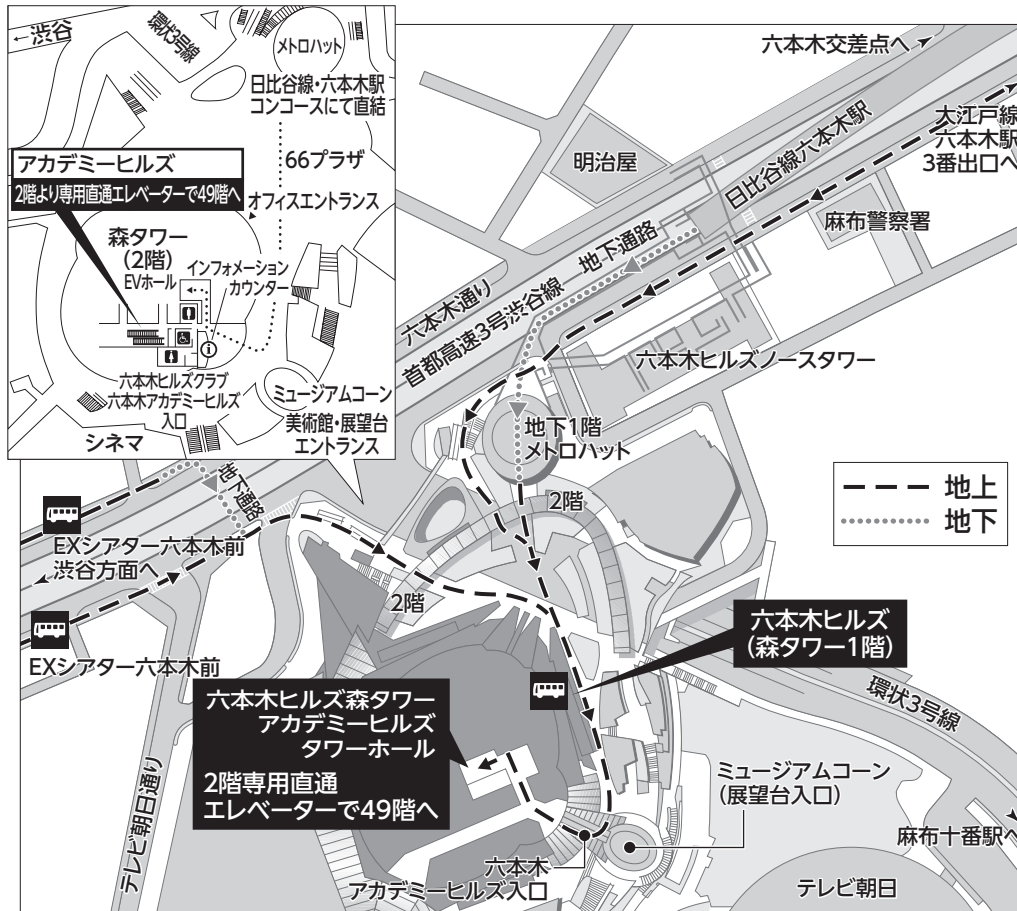 ←渋谷
環状3号線
メトロハット
日比谷線・六本木駅
コンコースにて直結
66プラザ
アカデミーヒルズ
2階より専用直通エレベーターで49階へ
オフィスエントランス
森タワー
(2階)
EVホール
インフォメーション
カウンター
六本木ヒルズクラブ
六本木アカデミーヒルズ
入口
ミュージアムコーン
美術館・展望台
エントランス
シネマ
六本木交差点へ
大江戸線
六本木駅
3番出口へ
明治屋
日比谷線六本木駅
麻布警察署
地下通路
六本木通り
首都高速3号渋谷線
六本木ヒルズノースタワー
地下1階
メトロハット
地上
地下
地下通路
2階
EXシアター六本木前
渋谷方面へ
2階
EXシアター六本木前
六本木ヒルズ
(森タワー1階)
環状3号線
六本木ヒルズ森タワー
アカデミーヒルズ
タワーホール
2階専用直通
エレベーターで49階へ
ミュージアムコーン
(展望台入口)
麻布十番駅へ
テレビ朝日通り
六本木
アカデミーヒルズ入口
テレビ朝日